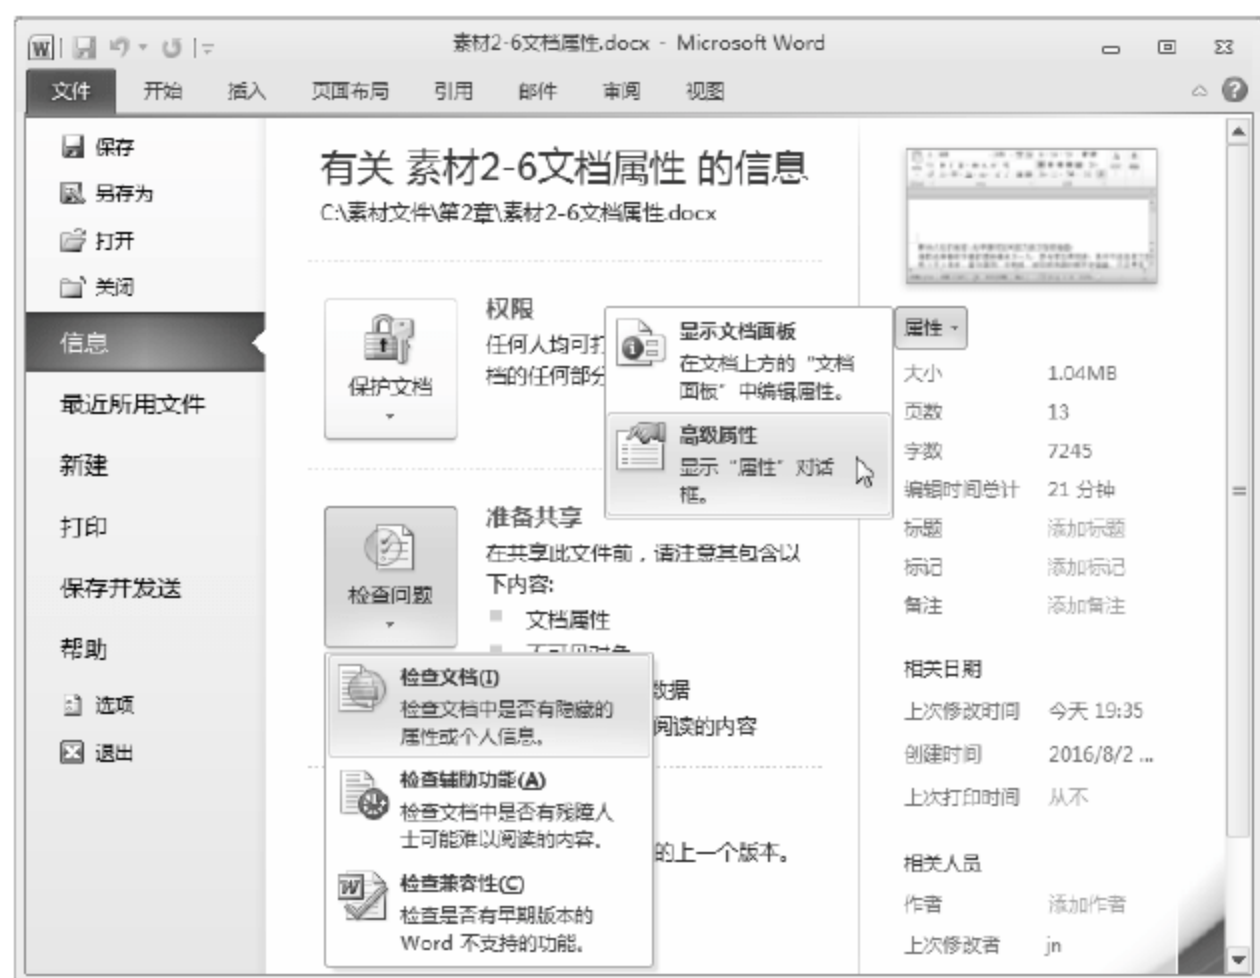 素材2-6文档属性.docx - Microsoft Word
文件 开始 插入 页面布局 引用 邮件 审阅 视图
保存
另存为
打开
关闭
信息
最近所用文件
新建
打印
保存并发送
帮助
选项
退出
有关 素材2-6文档属性 的信息
C:\素材文件\第2章\素材2-6文档属性.docx
保护文档
权限
任何人均可打
档的任何部分
显示文档面板
在文档上方的“文档
面板”中编辑属性。
高级属性
显示“属性”对话
框。
检查问题
准备共享
在共享此文件前，请注意其包含以
下内容:
文档属性
不可见对象
数据
阅读的内容
检查文档(I)
检查文档中是否有隐藏的
属性或个人信息。
检查辅助功能(A)
检查文档中是否有残障人
士可能难以阅读的内容。
检查兼容性(C)
检查是否有早期版本的
Word 不支持的功能。
的上一个版本。
属性
大小 1.04MB
页数 13
字数 7245
编辑时间总计 21 分钟
标题 添加标题
标记 添加标记
备注 添加备注
相关日期
上次修改时间 今天 19:35
创建时间 2016/8/2 ...
上次打印时间 从不
相关人员
作者 添加作者
上次修改者 jn